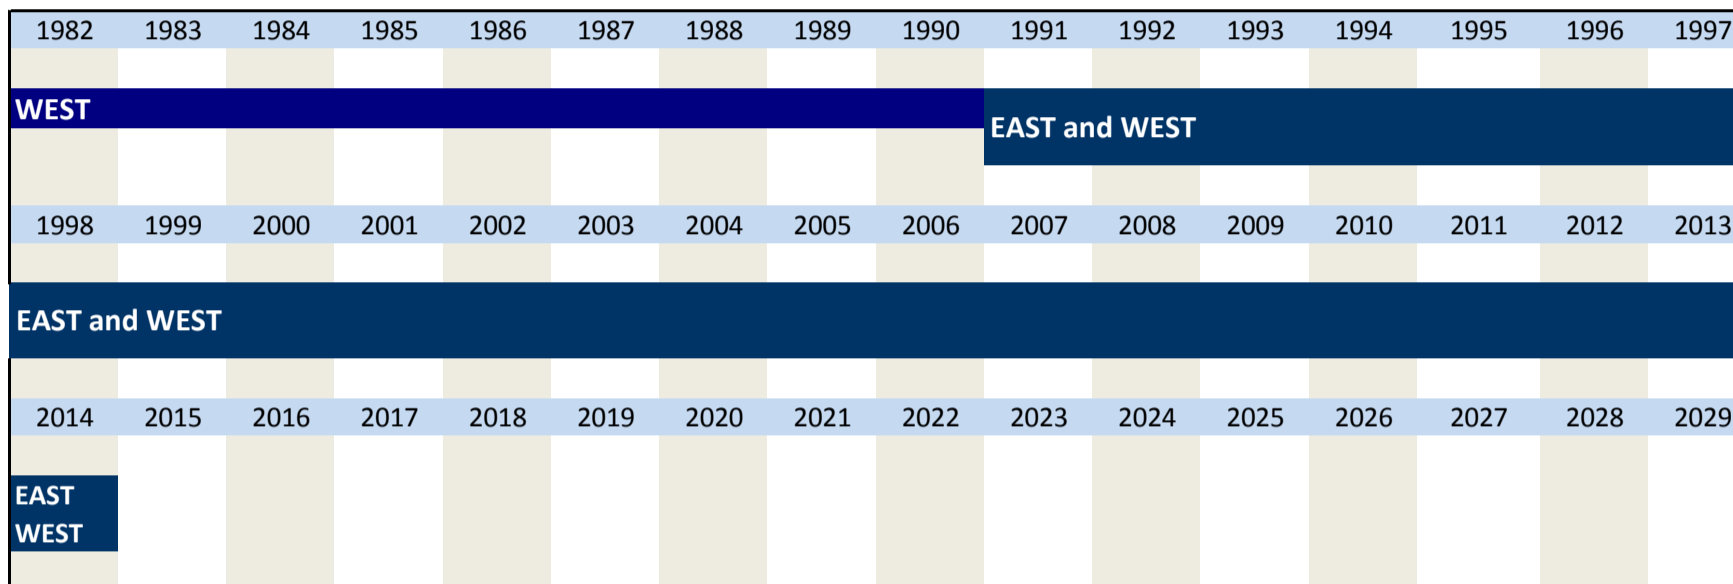 1982 1983 1984 1985 1986 1987 1988 1989 1990 1991 1992 1993 1994 1995 1996 1997
WEST
EAST and WEST
1998 1999 2000 2001 2002 2003 2004 2005 2006 2007 2008 2009 2010 2011 2012 2013
EAST and WEST
2014 2015 2016 2017 2018 2019 2020 2021 2022 2023 2024 2025 2026 2027 2028 2029
EAST
WEST